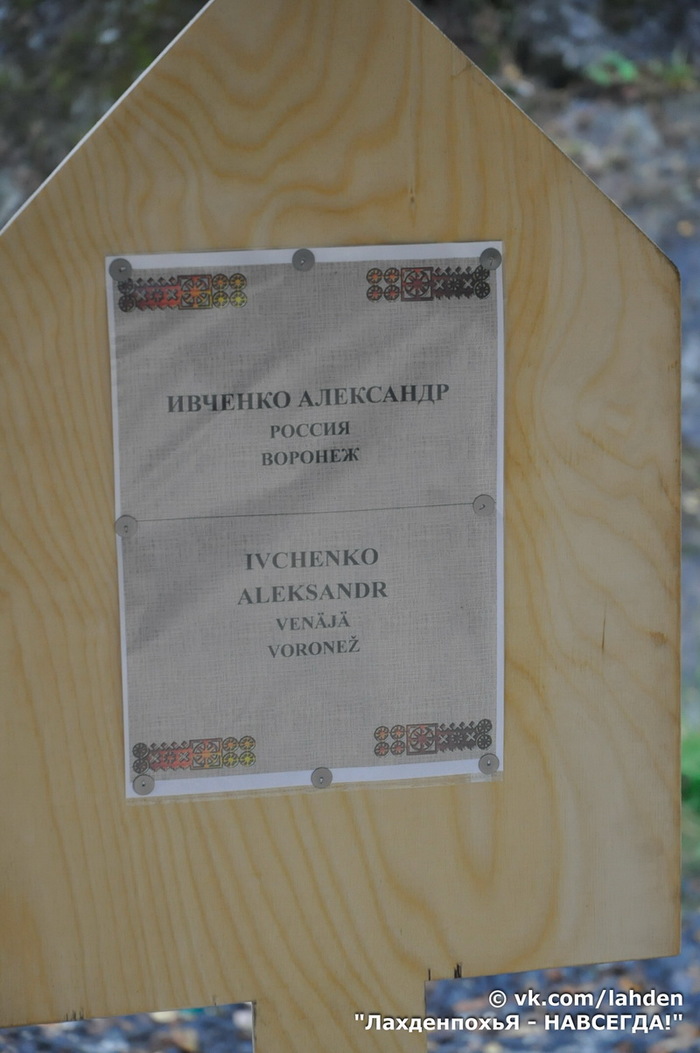 ИВЧЕНКО АЛЕКСАНДР
РОССИЯ
ВОРОНЕЖ
IVCHENKO
ALEKSANDR
VENÄJÄ
VORONEŽ
© vk.com/lahden
"ЛахденпохьЯ - НАВСЕГДА!"